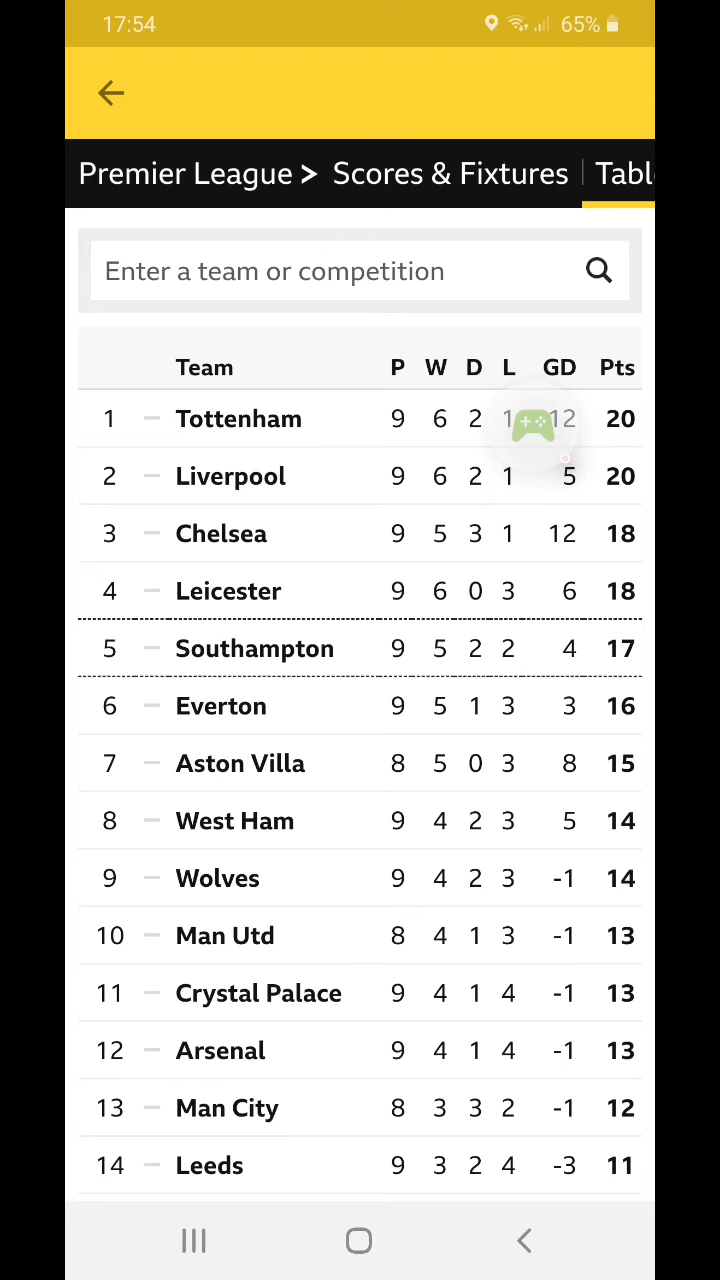 17:54 65%
Premier League > Scores & Fixtures Tabl
Enter a team or competition
Team P W D L GD Pts
1 Tottenham 9 6 2 1 12 20
2 Liverpool 9 6 2 1 5 20
3 Chelsea 9 5 3 1 12 18
4 Leicester 9 6 0 3 6 18
5 Southampton 9 5 2 2 4 17
6 Everton 9 5 1 3 3 16
7 Aston Villa 8 5 0 3 8 15
8 West Ham 9 4 2 3 5 14
9 Wolves 9 4 2 3 -1 14
10 Man Utd 8 4 1 3 -1 13
11 Crystal Palace 9 4 1 4 -1 13
12 Arsenal 9 4 1 4 -1 13
13 Man City 8 3 3 2 -1 12
14 Leeds 9 3 2 4 -3 11